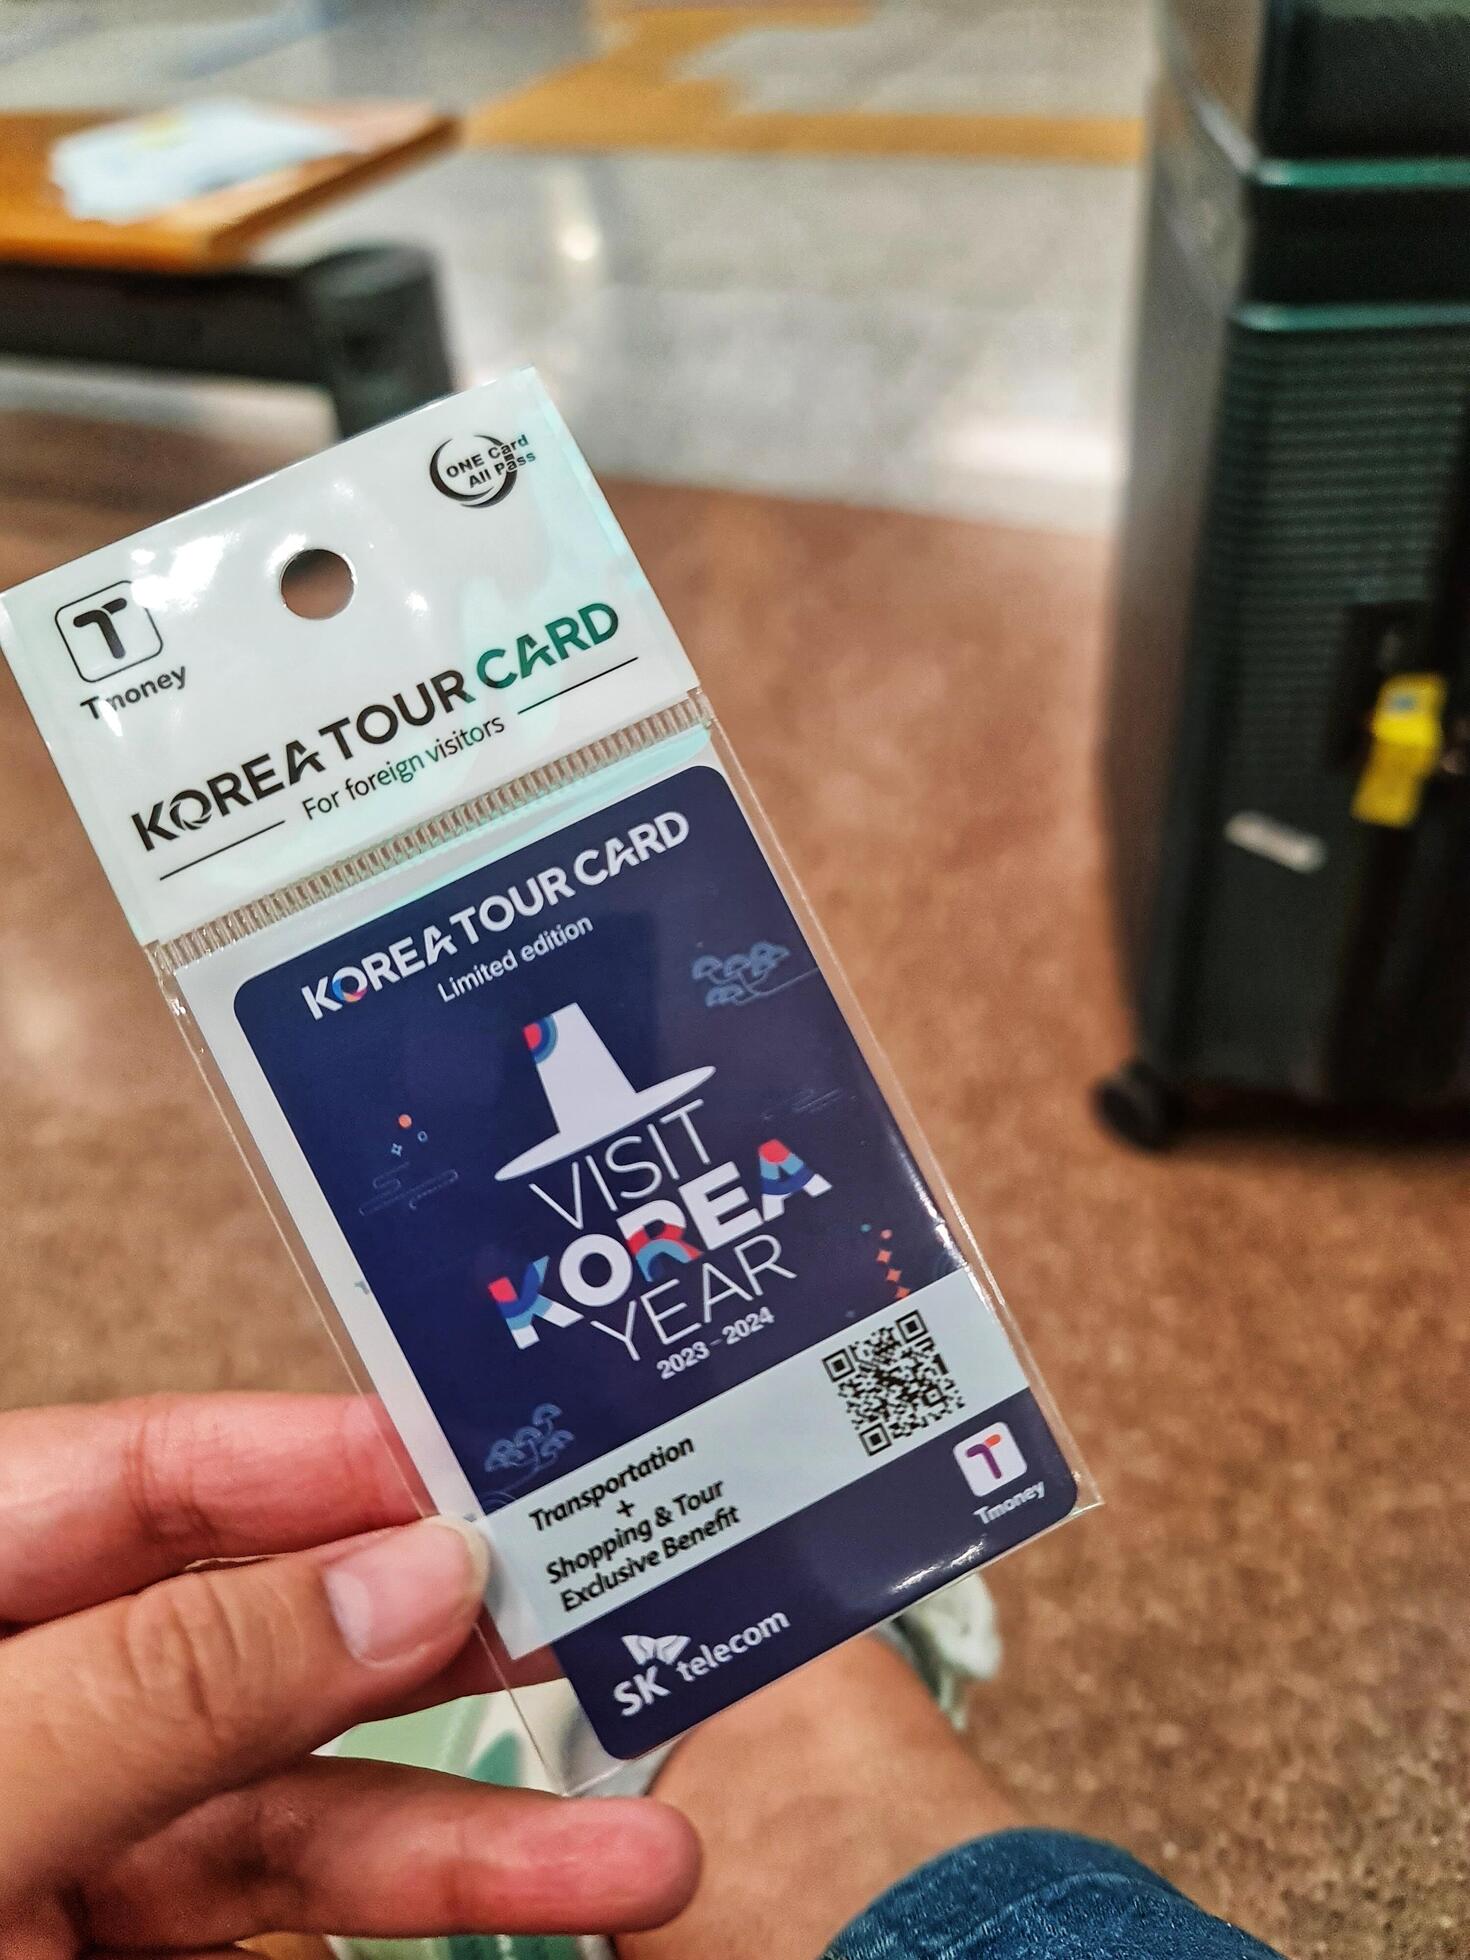 ONE Card
All Pass
T
Tmoney
KOREA TOUR CARD
For foreign visitors
KOREA TOUR CARD
Limited edition
VISIT
KOREA
YEAR
2023-2024
Transportation
+
Shopping & Tour
Exclusive Benefit
T
Tmoney
SK telecom